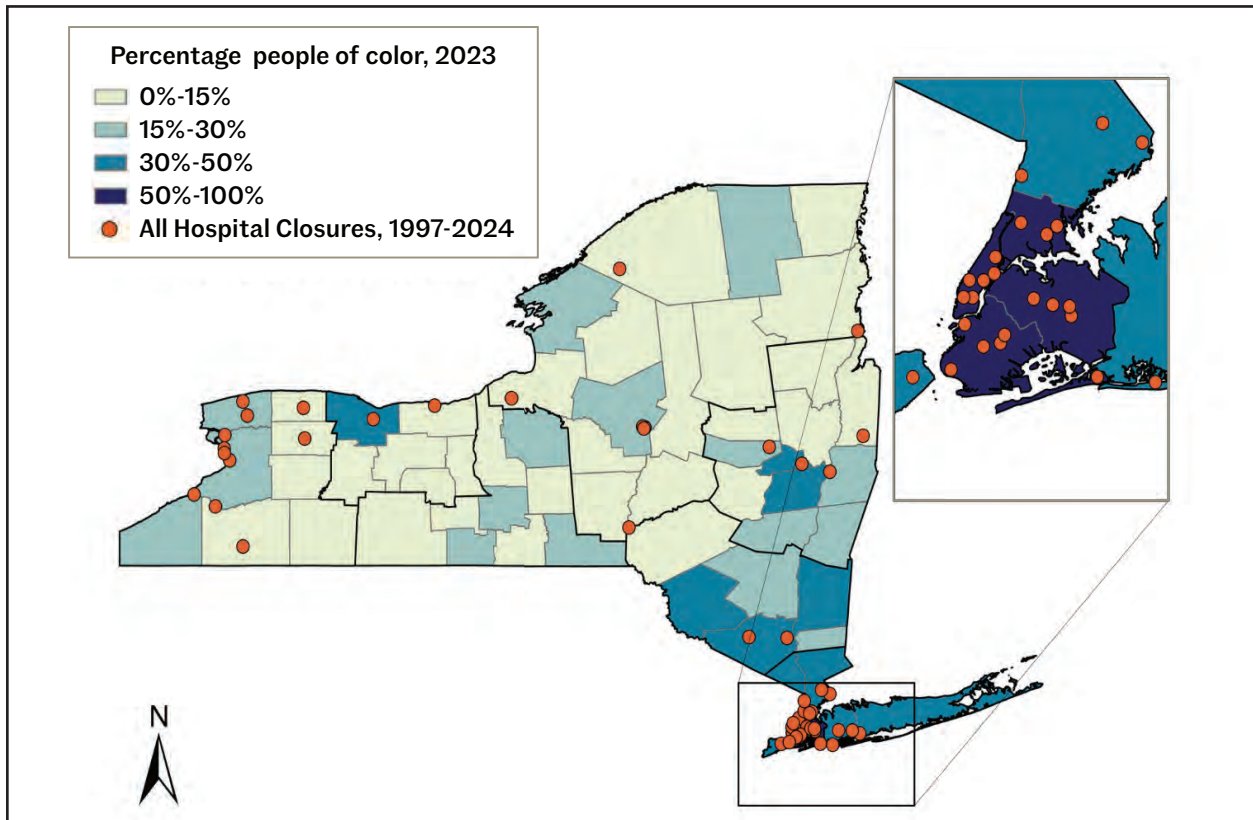 Percentage people of color, 2023
0%-15%
15%-30%
30%-50%
50%-100%
All Hospital Closures, 1997-2024
N